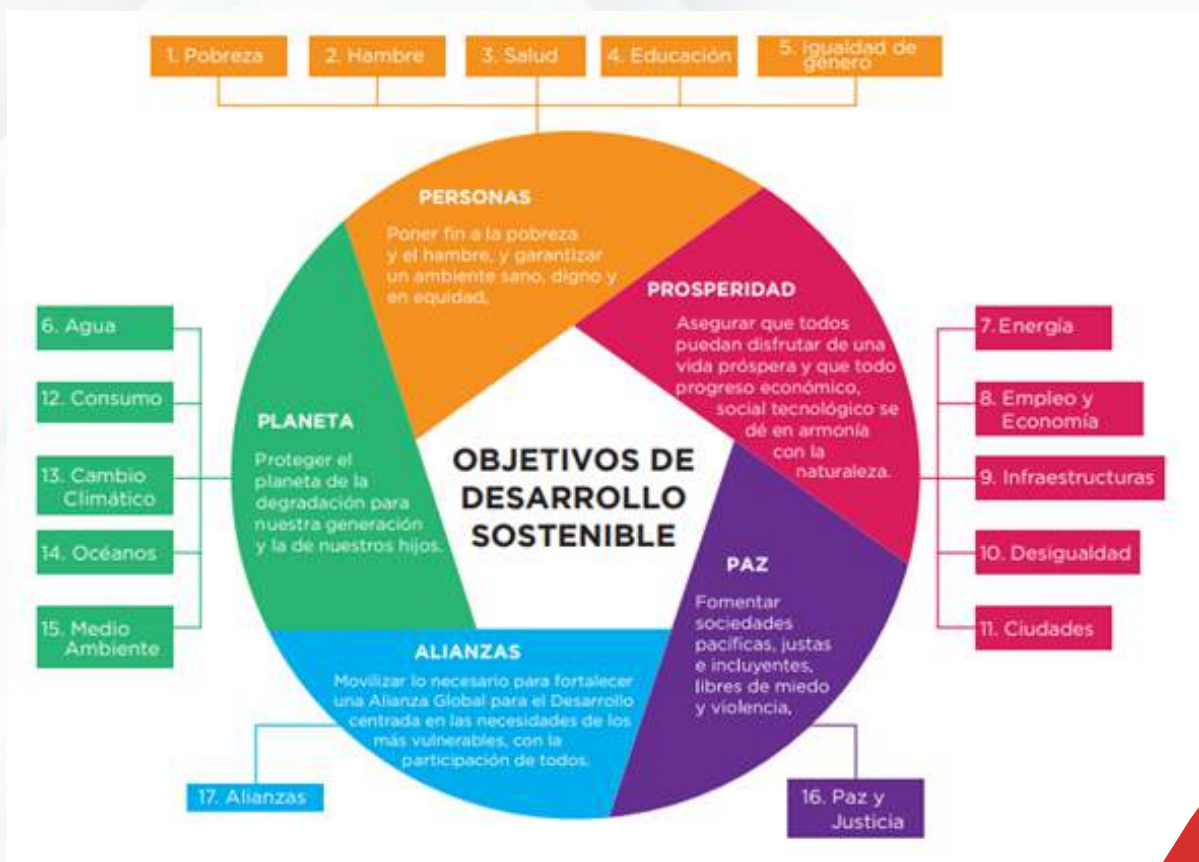 1. Pobreza
2. Hambre
3. Salud
4. Educación
5. Igualdad de
género
PERSONAS
Poner fin a la pobreza
y el hambre, y garantizar
un ambiente sano, digno y
en equidad,
PROSPERIDAD
Asegurar que todos
puedan disfrutar de una
vida próspera y que todo
progreso económico,
social tecnológico se
dé en armonía
con la
naturaleza.
7. Energía
8. Empleo y
Economía
9. Infraestructuras
10. Desigualdad
11. Ciudades
6. Agua
12. Consumo
13. Cambio
Climático
14. Océanos
15. Medio
Ambiente
PLANETA
Proteger el
planeta de la
degradación para
nuestra generación
y la de nuestros hijos.
OBJETIVOS DE
DESARROLLO
SOSTENIBLE
PAZ
Fomentar
sociedades
pacíficas, justas
e incluyentes,
libres de miedo
y violencia,
ALIANZAS
Movilizar lo necesario para fortalecer
una Alianza Global para el Desarrollo
centrada en las necesidades de los
más vulnerables, con la
participación de todos.
17. Alianzas
16. Paz y
Justicia